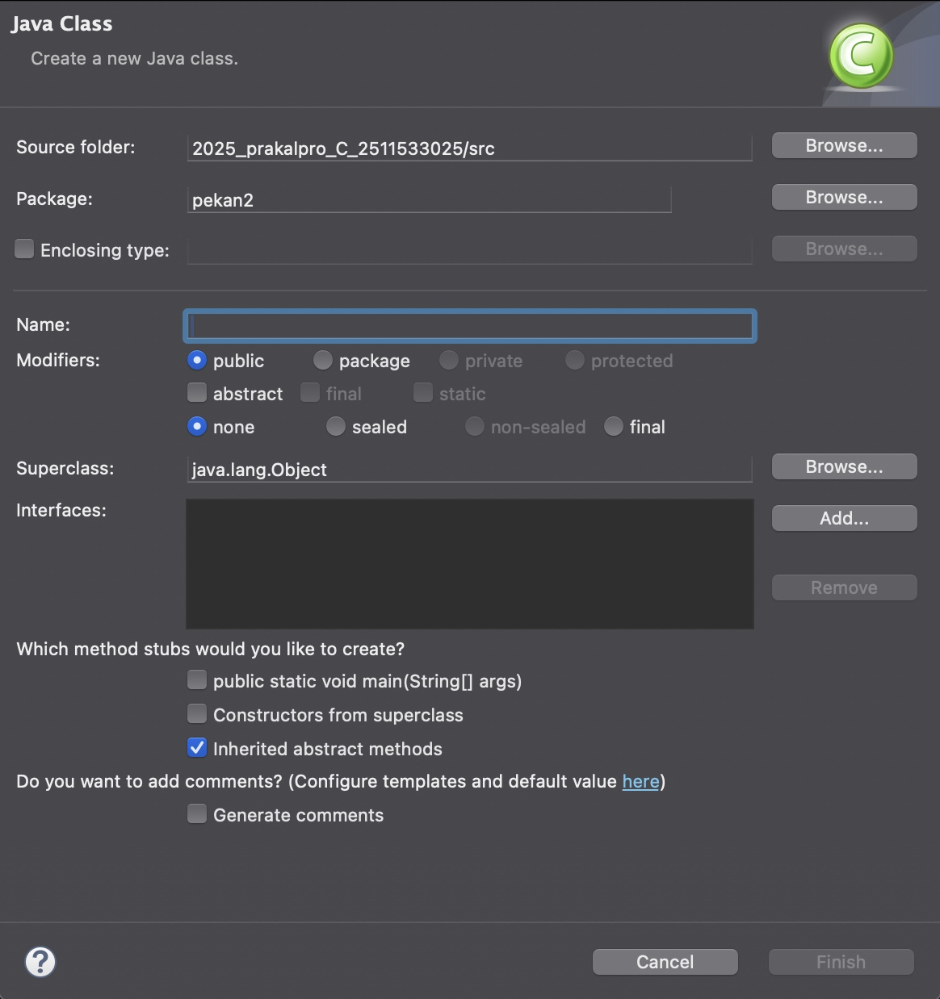 Java Class
Create a new Java class.
Source folder: 2025_prakalpro_C_2511533025/src Browse...
Package: pekan2 Browse...
Enclosing type: Browse...
Name:
Modifiers: public package private protected
abstract final static
none sealed non-sealed final
Superclass: java.lang.Object Browse...
Interfaces: Add...
Remove
Which method stubs would you like to create?
public static void main(String[] args)
Constructors from superclass
Inherited abstract methods
Do you want to add comments? (Configure templates and default value here)
Generate comments
? Cancel Finish